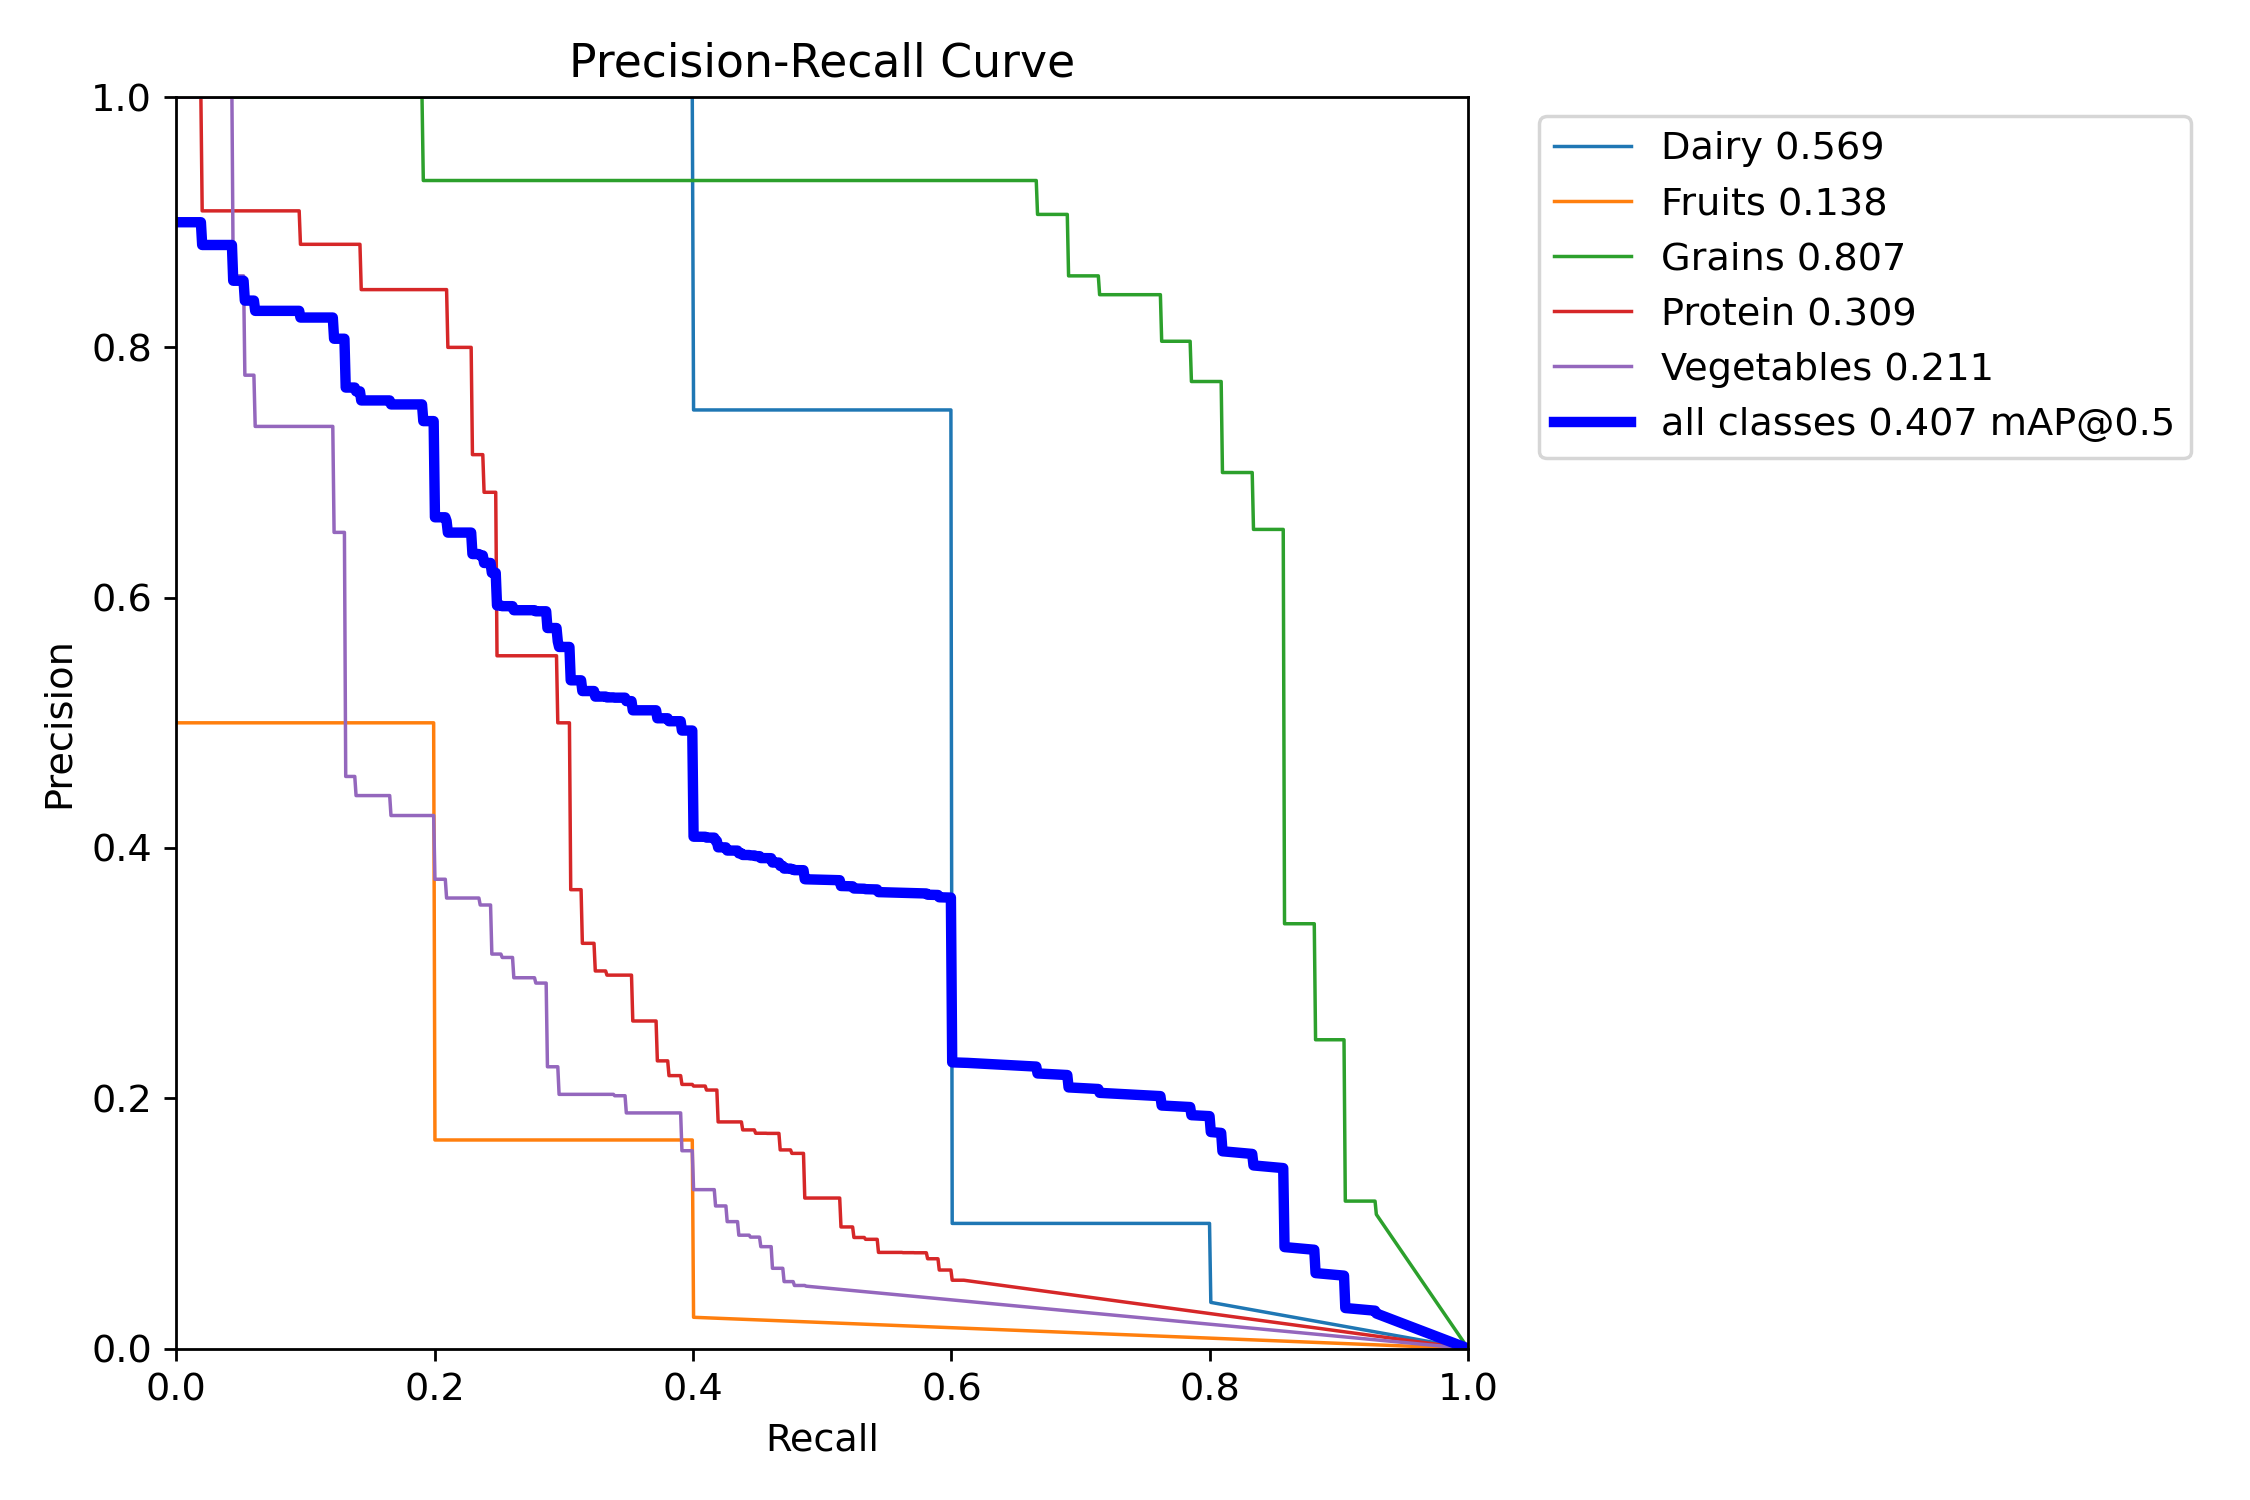 Precision-Recall Curve
1.0
0.8
0.6
0.4
0.2
0.0
Precision
0.0 0.2 0.4 0.6 0.8 1.0
Recall
Dairy 0.569
Fruits 0.138
Grains 0.807
Protein 0.309
Vegetables 0.211
all classes 0.407 mAP@0.5